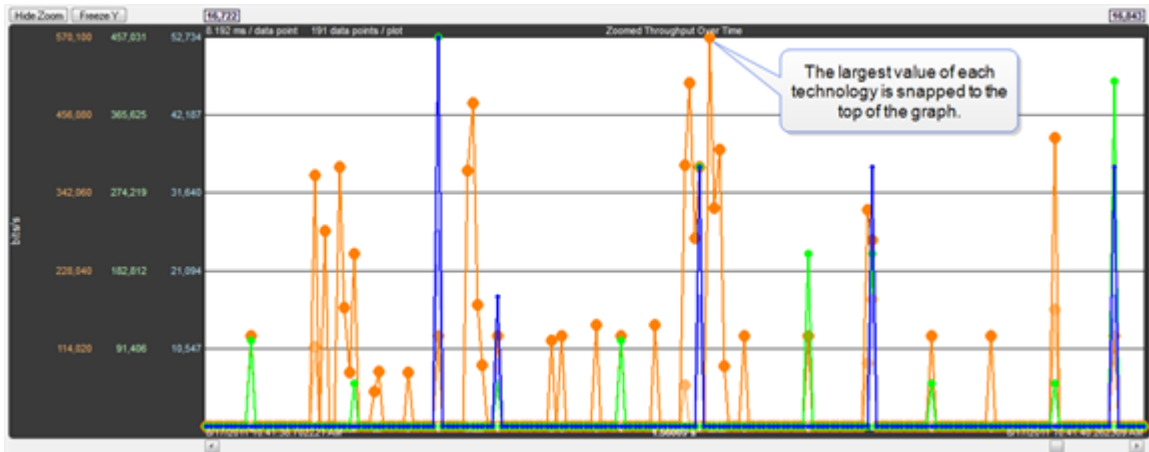 Hide Zoom Freeze Y
16,722 16,843
8.192 ms / data point 191 data points / plot Zoomed Throughput Over Time
570,100 457,031 52,734
The largest value of each
technology is snapped to the
top of the graph.
456,080 365,625 42,187
342,060 274,219 31,640
bits/s
228,040 182,812 21,094
114,020 91,406 10,547